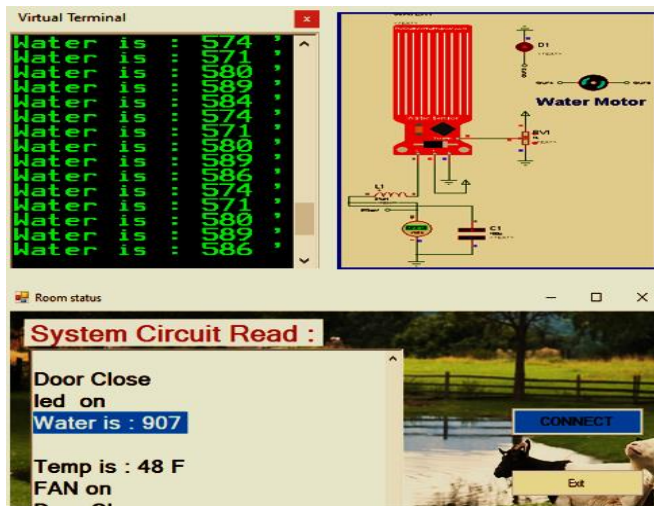 Virtual Terminal
Water is : 574 '
Water is : 571 '
Water is : 580 '
Water is : 589 '
Water is : 584 '
Water is : 574 '
Water is : 571 '
Water is : 580 '
Water is : 589 '
Water is : 586 '
Water is : 574 '
Water is : 571 '
Water is : 580 '
Water is : 589 '
Water is : 586 '
D1
Water Motor
Water Sensor
RV1
L1
C1
Room status
System Circuit Read :
Door Close
led on
Water is : 907
CONNECT
Temp is : 48 F
Exit
FAN on